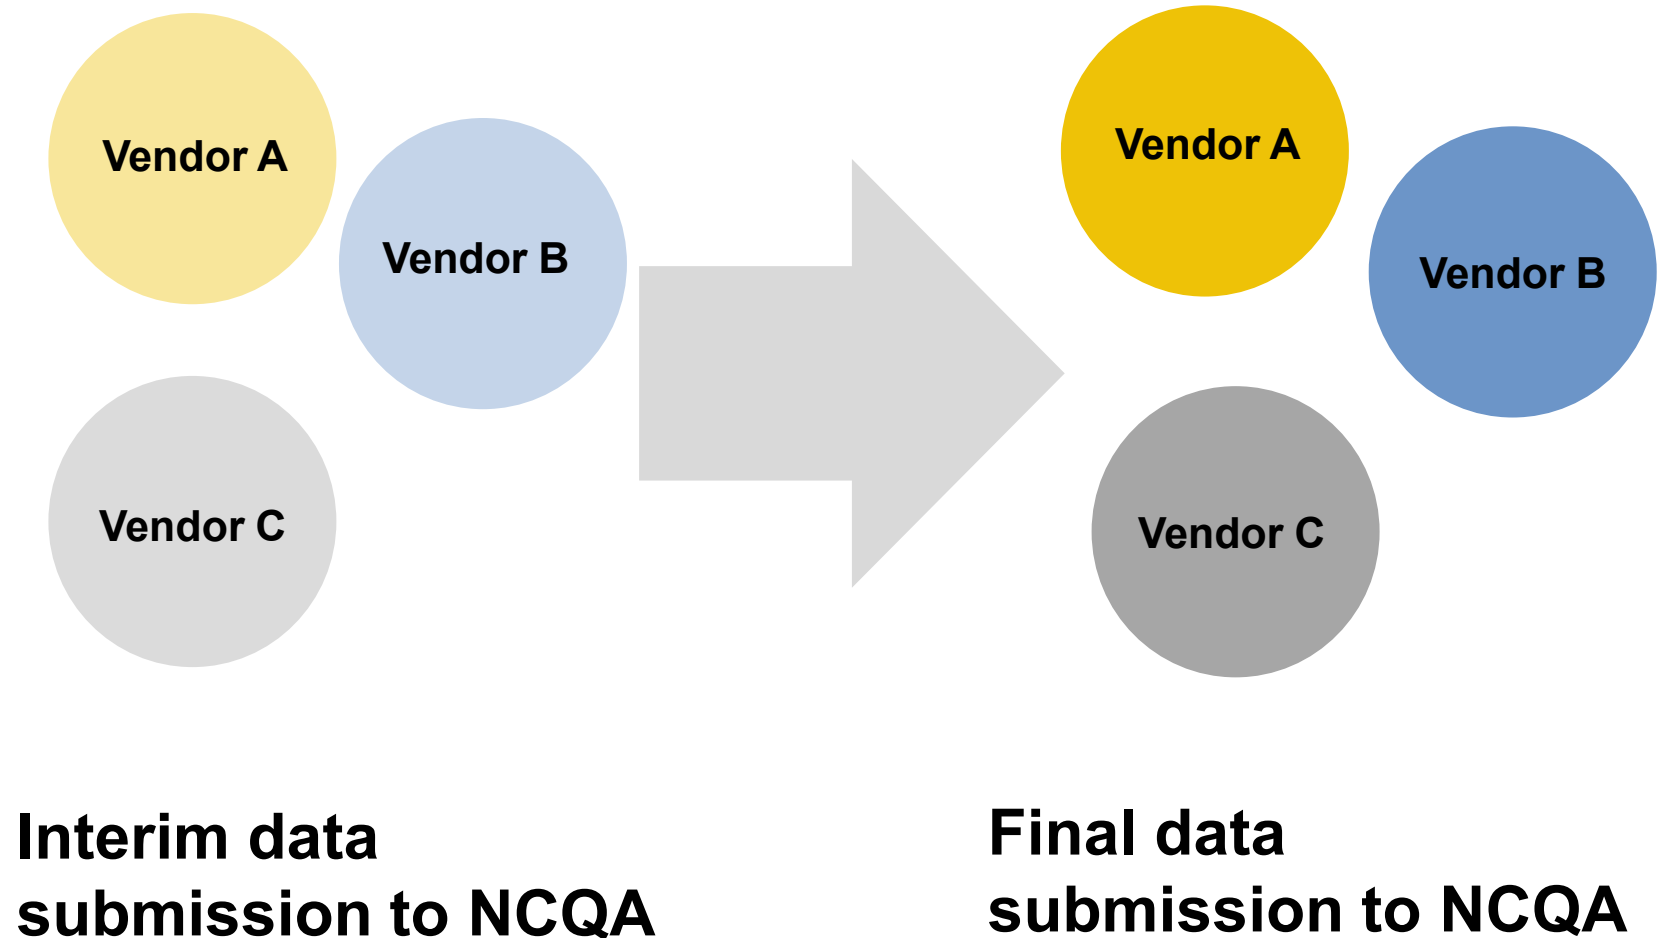 Vendor A
Vendor B
Vendor C
Interim data
submission to NCQA
Vendor A
Vendor B
Vendor C
Final data
submission to NCQA